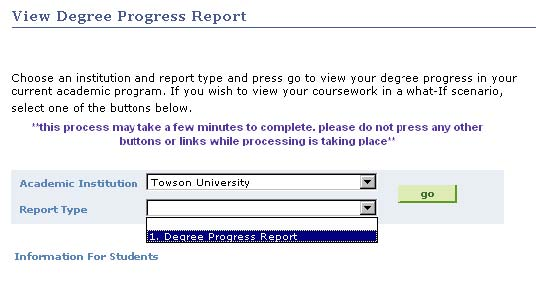 View Degree Progress Report
Choose an institution and report type and press go to view your degree progress in your
current academic program. If you wish to view your coursework in a what-If scenario,
select one of the buttons below.
**this process may take a few minutes to complete. please do not press any other
buttons or links while processing is taking place**
Academic Institution Towson University
go
Report Type
1. Degree Progress Report
Information For Students